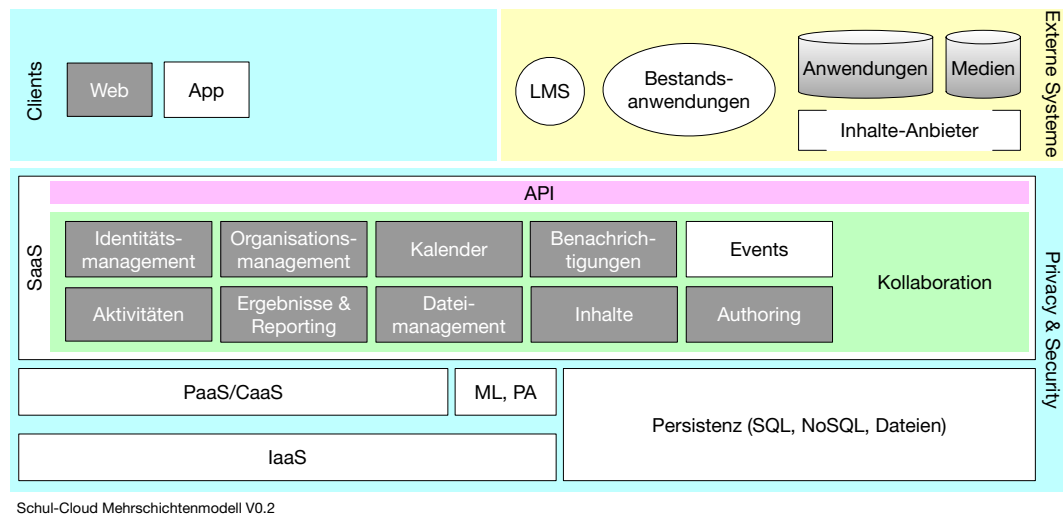 Clients
Web
App
LMS
Bestands-
anwendungen
Anwendungen
Medien
Inhalte-Anbieter
Externe Systeme
SaaS
API
Identitäts-
management
Organisations-
management
Kalender
Benachrich-
tigungen
Events
Aktivitäten
Ergebnisse &
Reporting
Datei-
management
Inhalte
Authoring
Kollaboration
Privacy & Security
PaaS/CaaS
ML, PA
Persistenz (SQL, NoSQL, Dateien)
IaaS
Schul-Cloud Mehrschichtenmodell V0.2